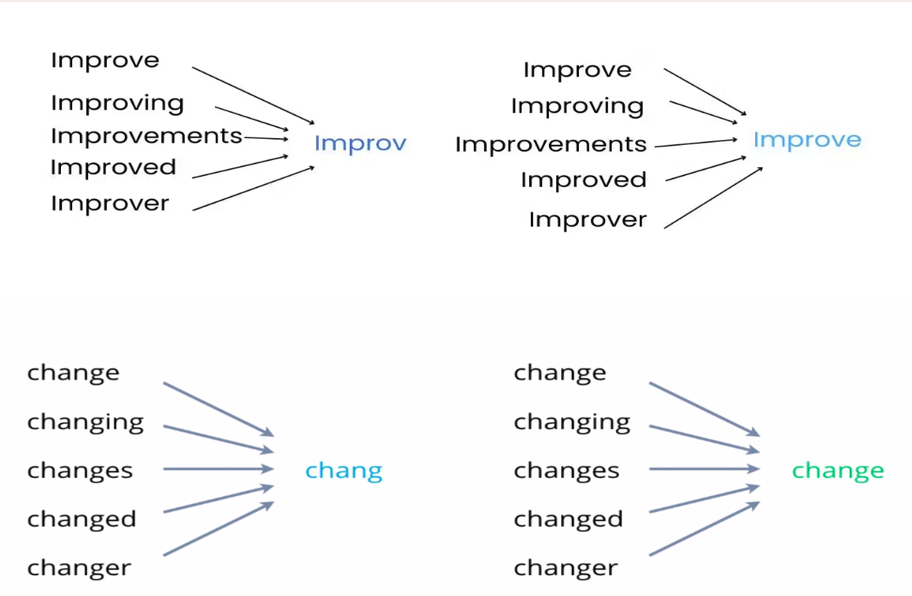 Improve
Improving
Improvements
Improved
Improver
Improv
Improve
Improving
Improvements
Improved
Improver
Improve
change
changing
changes
changed
changer
chang
change
changing
changes
changed
changer
change